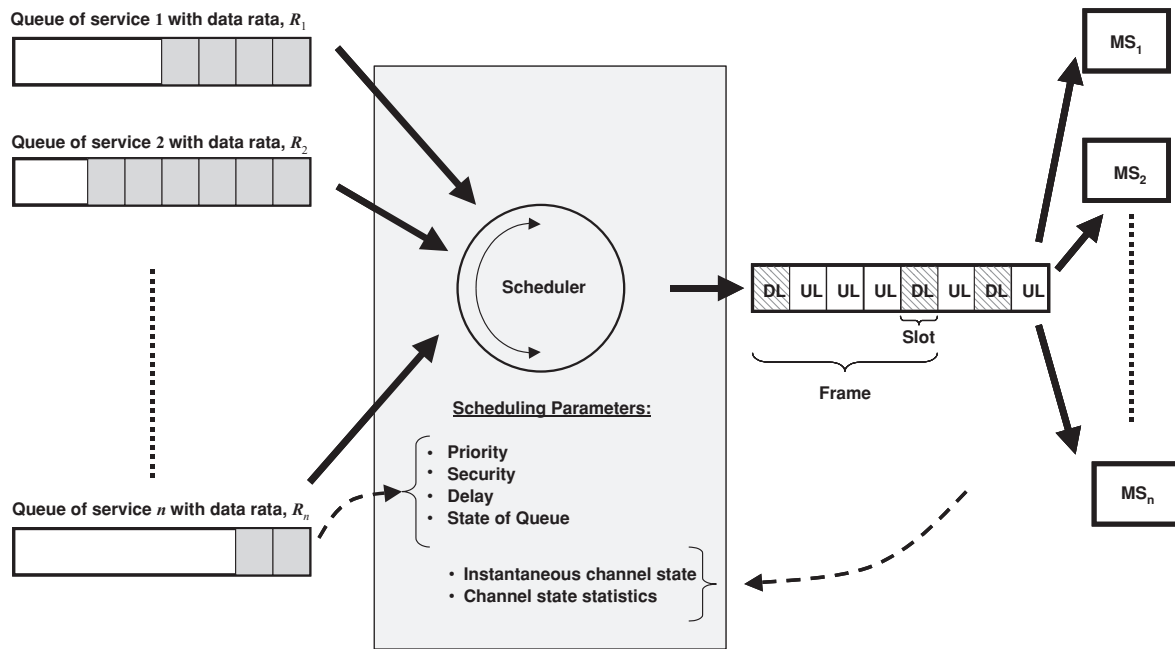 Queue of service 1 with data rata, R₁
Queue of service 2 with data rata, R₂
Queue of service n with data rata, Rₙ
Scheduler
Scheduling Parameters:
• Priority
• Security
• Delay
• State of Queue
• Instantaneous channel state
• Channel state statistics
DL UL UL UL DL UL DL UL
Slot
Frame
MS₁
MS₂
MSₙ